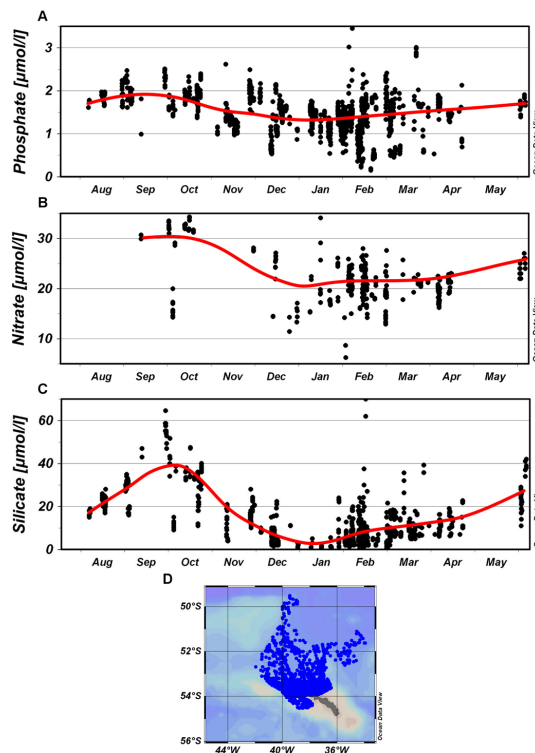 A
Phosphate [µmol/l]
3
2
1
0
Aug Sep Oct Nov Dec Jan Feb Mar Apr May
B
Nitrate [µmol/l]
30
20
10
Aug Sep Oct Nov Dec Jan Feb Mar Apr May
C
Silicate [µmol/l]
60
40
20
0
Aug Sep Oct Nov Dec Jan Feb Mar Apr May
D
50°S
52°S
54°S
56°S
44°W 40°W 36°W
Ocean Data View